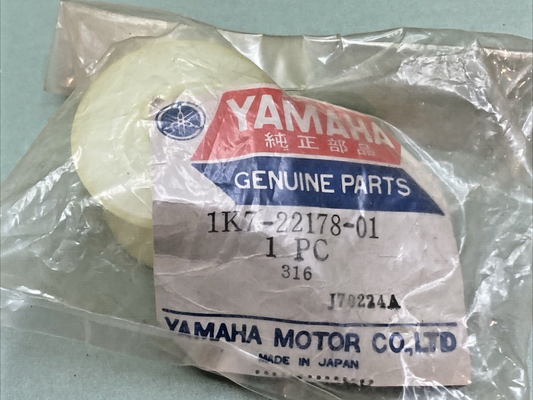 YAMAHA
純正部品
GENUINE PARTS
1K7-22178-01
1 PC
316
J70224A
YAMAHA MOTOR CO,LTD
MADE IN JAPAN